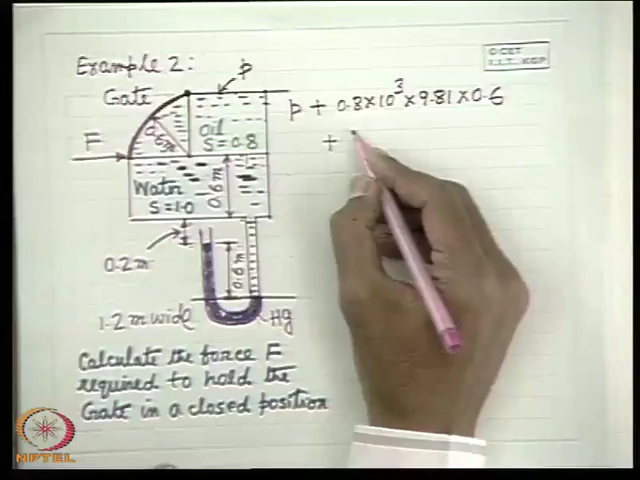 Example 2:
©CET
I.I.T. KGP
p
Gate
p + 0.8×10³×9.81×0.6
+
0.6m
Oil
S=0.8
F
Water
S=1.0
0.6m
0.2m
0.6m
1.2m wide
Hg
Calculate the force F
required to hold the
Gate in a closed position
NPTEL